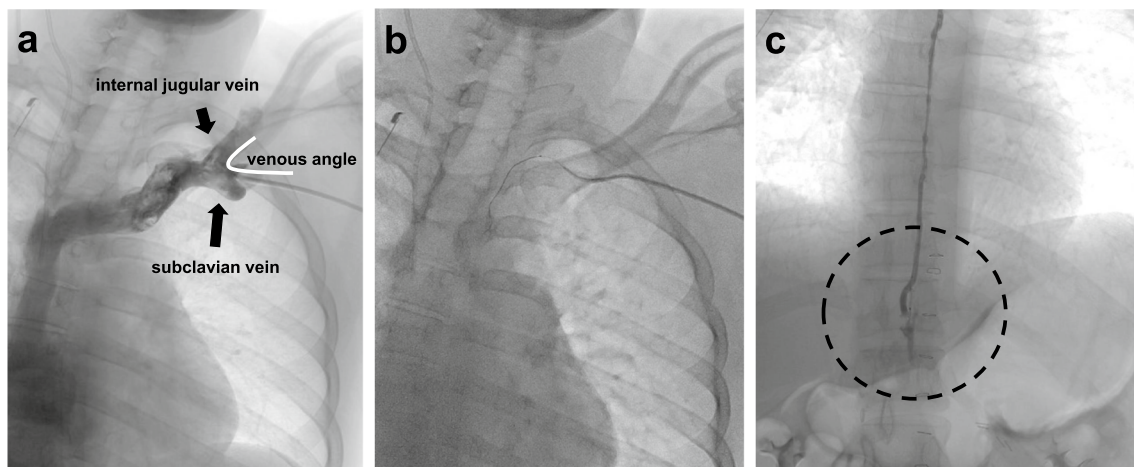 a
internal jugular vein
venous angle
subclavian vein
b
c